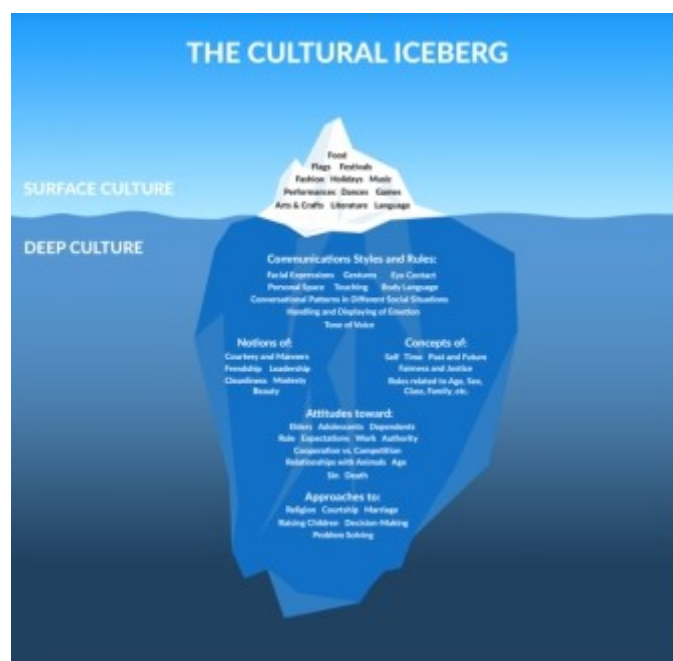 THE CULTURAL ICEBERG
SURFACE CULTURE
Food
Flags Festivals
Fashion Holidays Music
Performances Dances Games
Arts & Crafts Literature Language
DEEP CULTURE
Communications Styles and Rules:
Facial Expressions Gestures Eye Contact
Personal Space Touching Body Language
Conversational Patterns in Different Social Situations
Handling and Displaying of Emotion
Tone of Voice
Notions of:
Courtesy and Manners
Friendship Leadership
Cleanliness Modesty
Beauty
Concepts of:
Self Time Past and Future
Fairness and Justice
Roles related to Age, Sex,
Class, Family, etc.
Attitudes toward:
Elders Adolescents Dependents
Rule Expectations Work Authority
Cooperation vs. Competition
Relationships with Animals Age
Sin Death
Approaches to:
Religion Courtship Marriage
Raising Children Decision-Making
Problem Solving